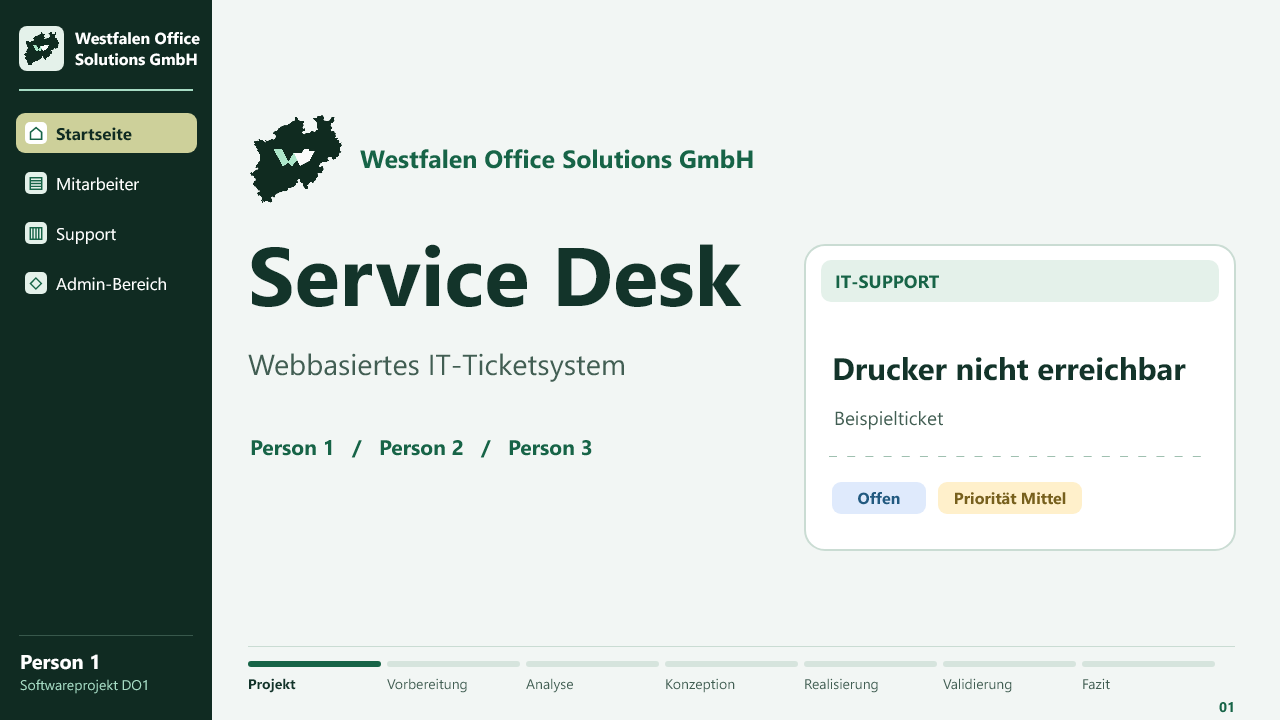 Westfalen Office
Solutions GmbH
Startseite
Mitarbeiter
Support
Admin-Bereich
Person 1
Softwareprojekt DO1
Westfalen Office Solutions GmbH
Service Desk
Webbasiertes IT-Ticketsystem
Person 1 / Person 2 / Person 3
IT-SUPPORT
Drucker nicht erreichbar
Beispielticket
Offen
Priorität Mittel
Projekt
Vorbereitung
Analyse
Konzeption
Realisierung
Validierung
Fazit
01